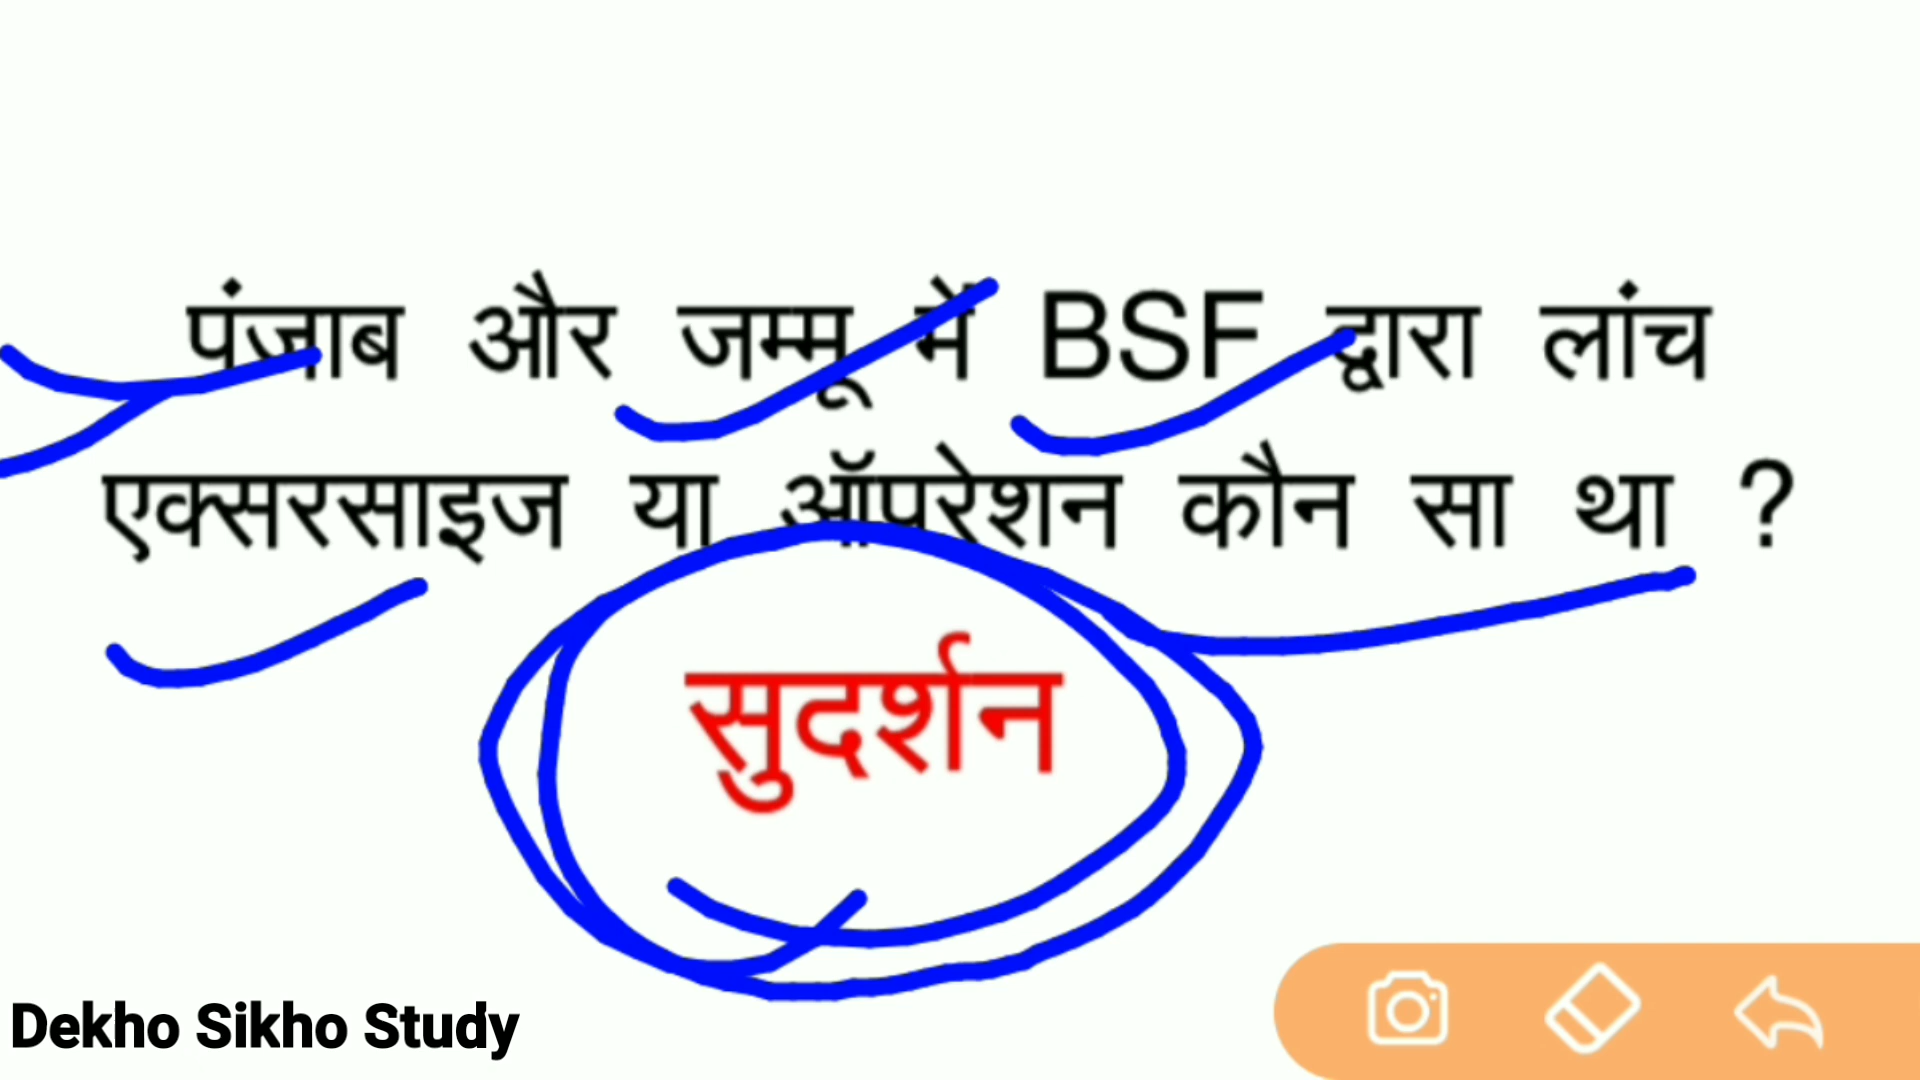 पंजाब और जम्मू में BSF द्वारा लांच
एक्सरसाइज या ऑपरेशन कौन सा था ?
सुदर्शन
Dekho Sikho Study